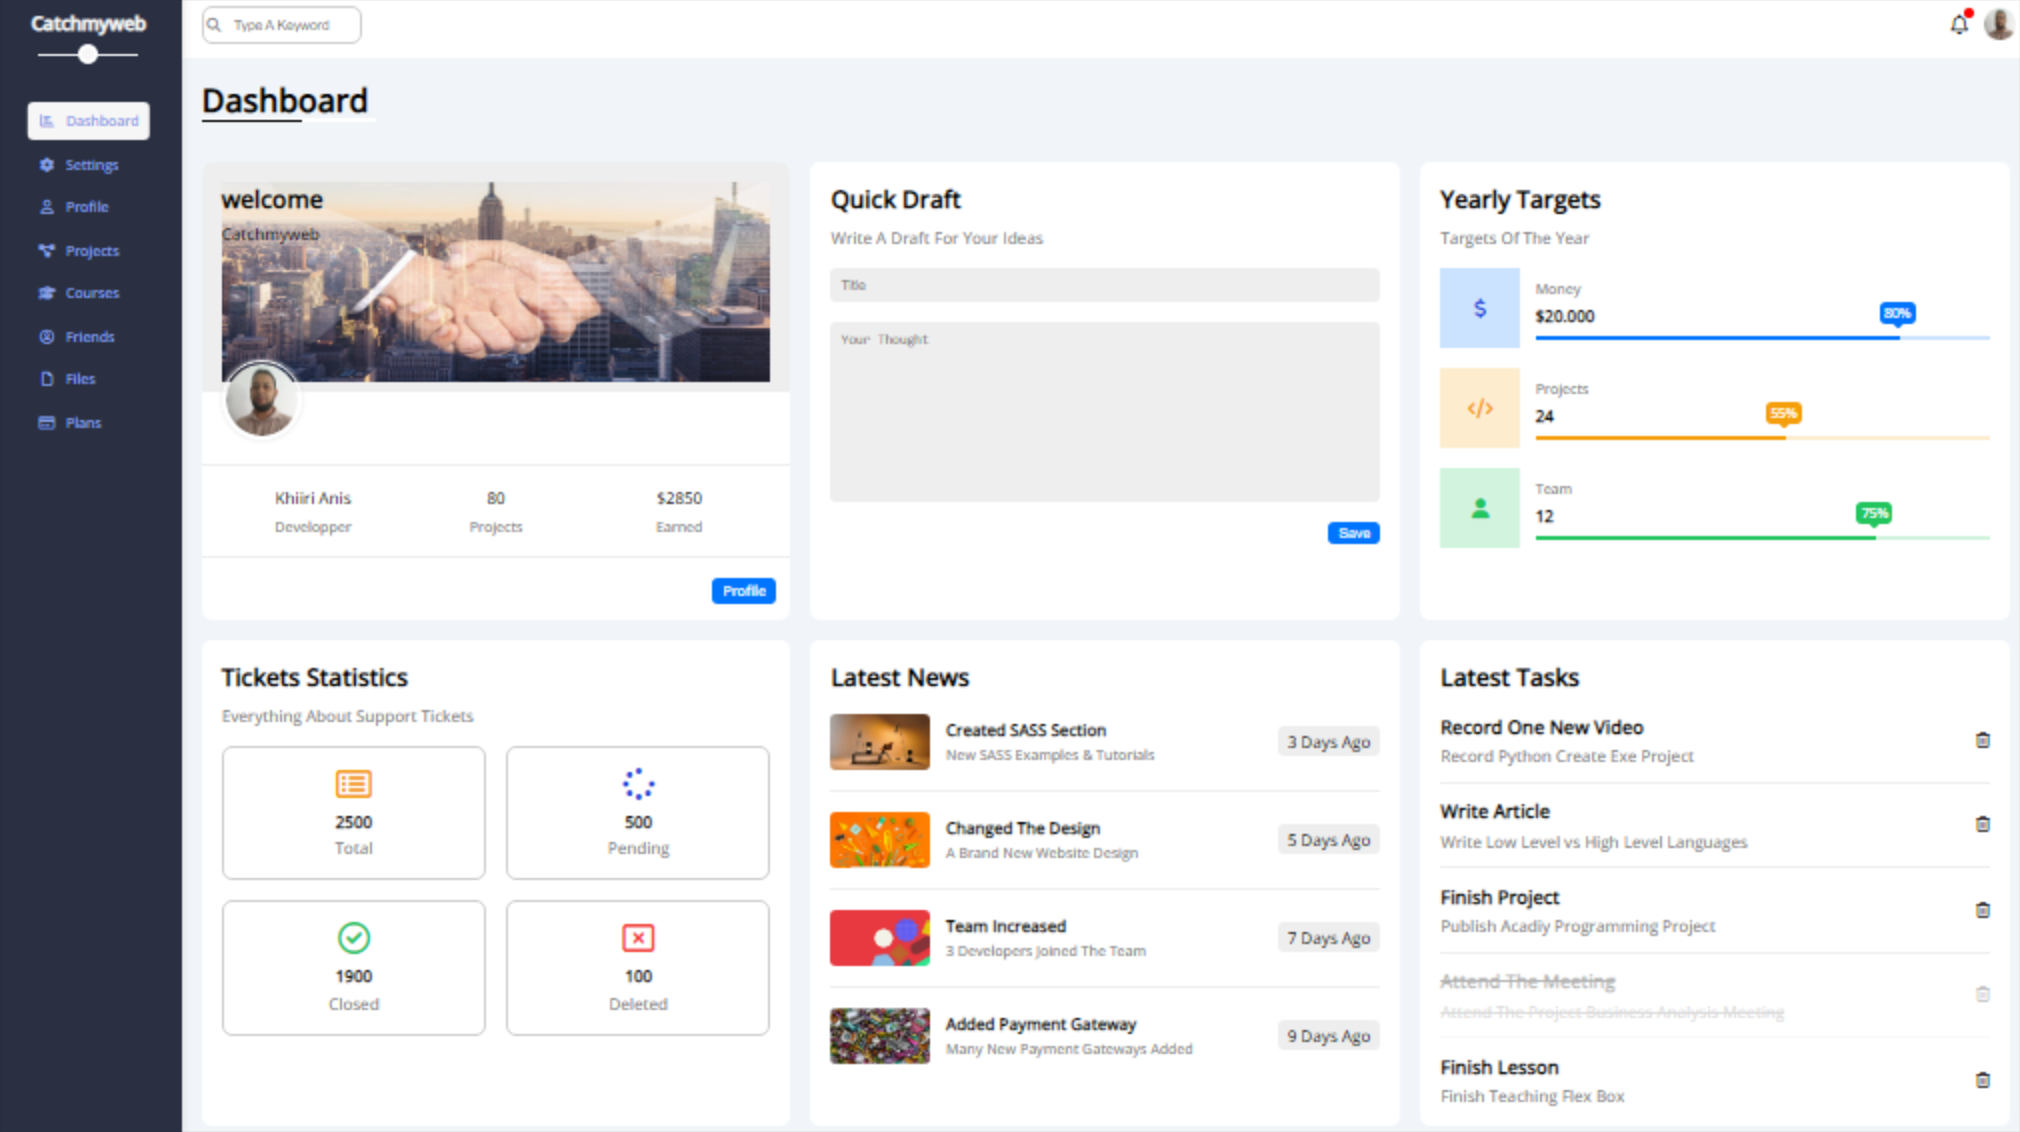 Catchmyweb
Type A Keyword
Dashboard
Settings
Profile
Projects
Courses
Friends
Files
Plans
Dashboard
welcome
Catchmyweb
Khiiri Anis
Developper
80
Projects
$2850
Earned
Profile
Quick Draft
Write A Draft For Your Ideas
Title
Your Thought
Save
Yearly Targets
Targets Of The Year
Money
$20.000
80%
Projects
24
55%
Team
12
75%
Tickets Statistics
Everything About Support Tickets
2500
Total
500
Pending
1900
Closed
100
Deleted
Latest News
Created SASS Section
New SASS Examples & Tutorials
3 Days Ago
Changed The Design
A Brand New Website Design
5 Days Ago
Team Increased
3 Developers Joined The Team
7 Days Ago
Added Payment Gateway
Many New Payment Gateways Added
9 Days Ago
Latest Tasks
Record One New Video
Record Python Create Exe Project
Write Article
Write Low Level vs High Level Languages
Finish Project
Publish Acadly Programming Project
Attend The Meeting
Attend The Project Business Analysis Meeting
Finish Lesson
Finish Teaching Flex Box